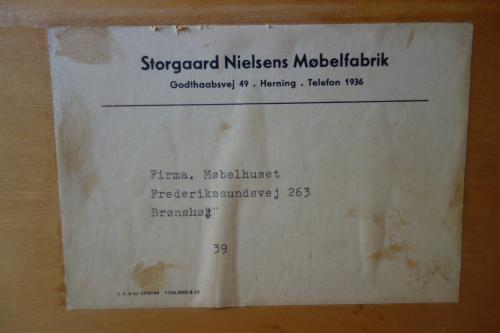 Storgaard Nielsens Møbelfabrik
Godthaabsvej 49 . Herning . Telefon 1936
Firma. Møbelhuset
Frederikssundsvej 263
Brønshøj
39